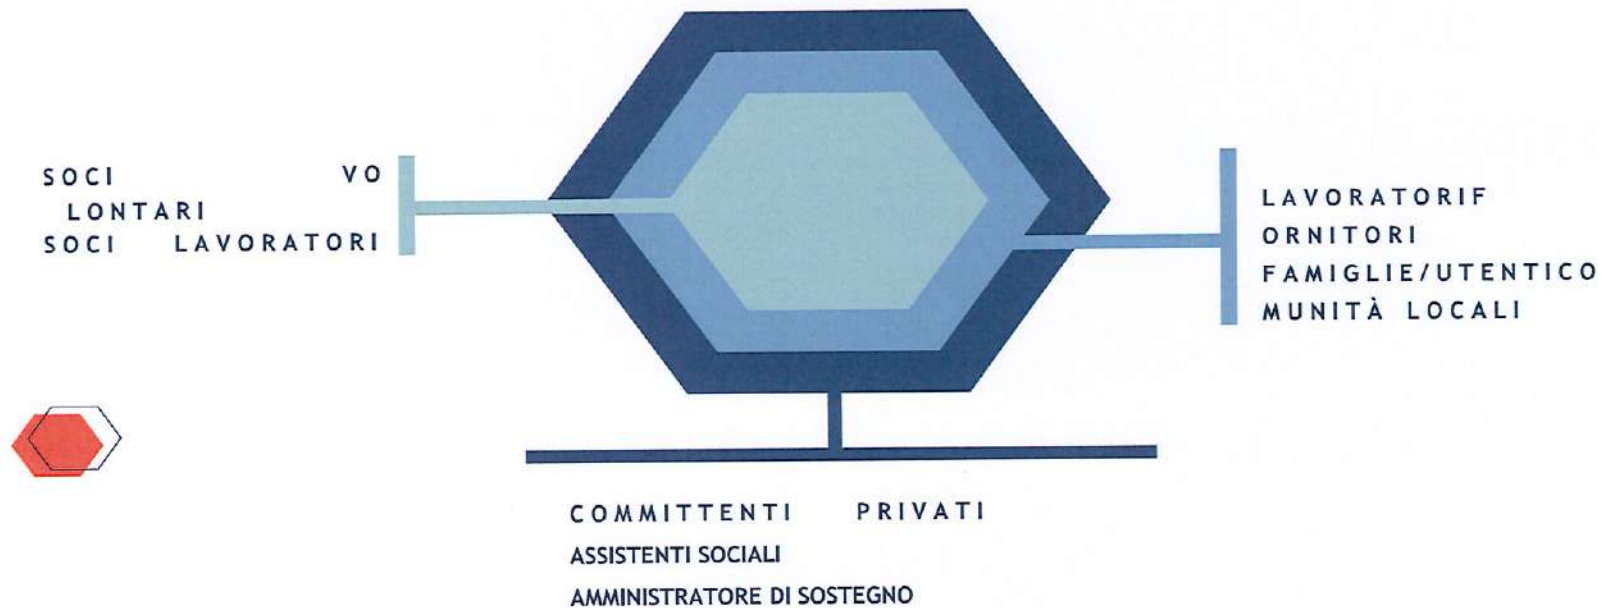 SOCI VO
LONTARI
SOCI LAVORATORI
LAVORATORIF
ORNITORI
FAMIGLIE/UTENTICO
MUNITÀ LOCALI
COMMITTENTI PRIVATI
ASSISTENTI SOCIALI
AMMINISTRATORE DI SOSTEGNO